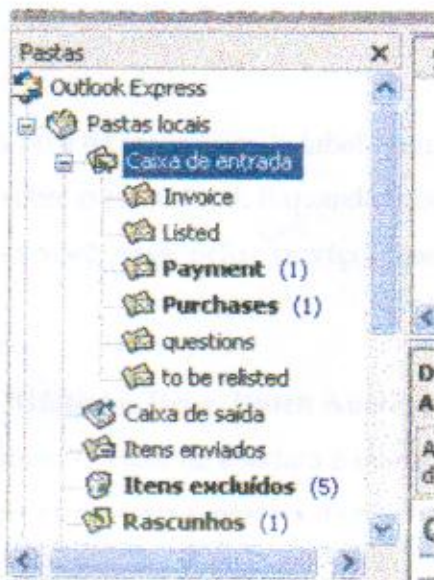 Pastas
Outlook Express
Pastas locais
Caixa de entrada
Invoice
Listed
Payment (1)
Purchases (1)
questions
to be relisted
Caixa de saída
Itens enviados
Itens excluídos (5)
Rascunhos (1)
D
A
A
d